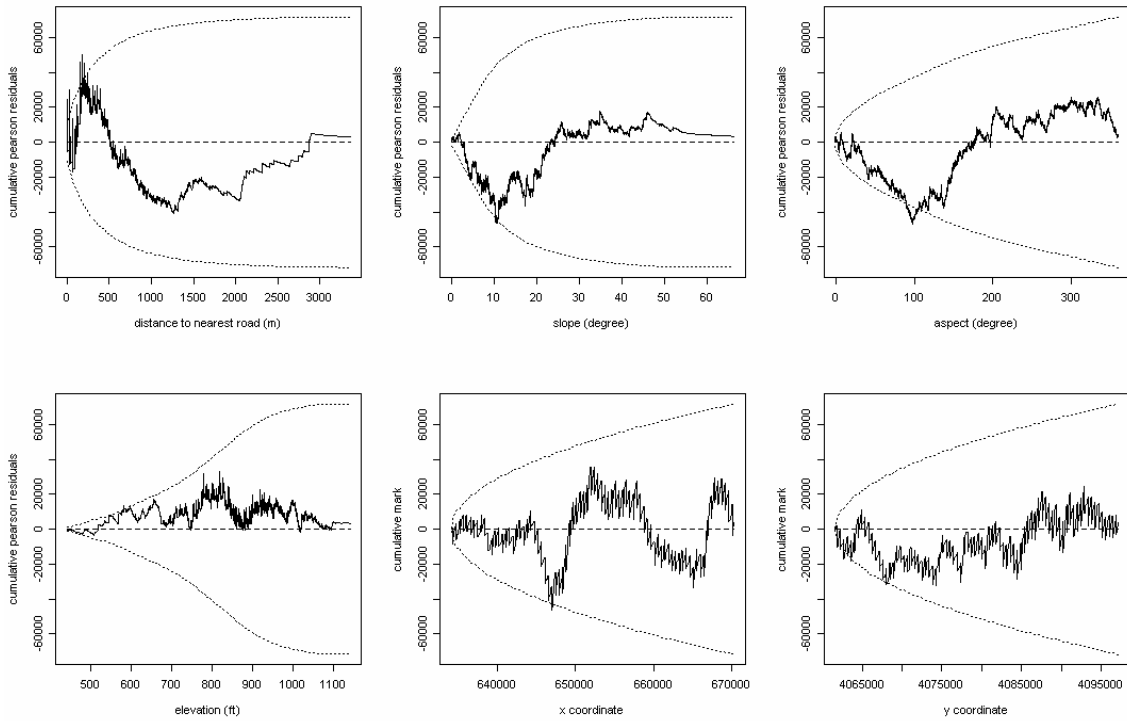 cumulative pearson residuals
60000
20000
0
-20000
-60000
0 500 1000 1500 2000 2500 3000
distance to nearest road (m)
cumulative pearson residuals
60000
20000
0
-20000
-60000
0 10 20 30 40 50 60
slope (degree)
cumulative pearson residuals
60000
20000
0
-20000
-60000
0 100 200 300
aspect (degree)
cumulative pearson residuals
60000
20000
0
-20000
-60000
500 600 700 800 900 1000 1100
elevation (ft)
cumulative mark
60000
20000
0
-20000
-60000
640000 650000 660000 670000
x coordinate
cumulative mark
60000
20000
0
-20000
-60000
4065000 4075000 4085000 4095000
y coordinate